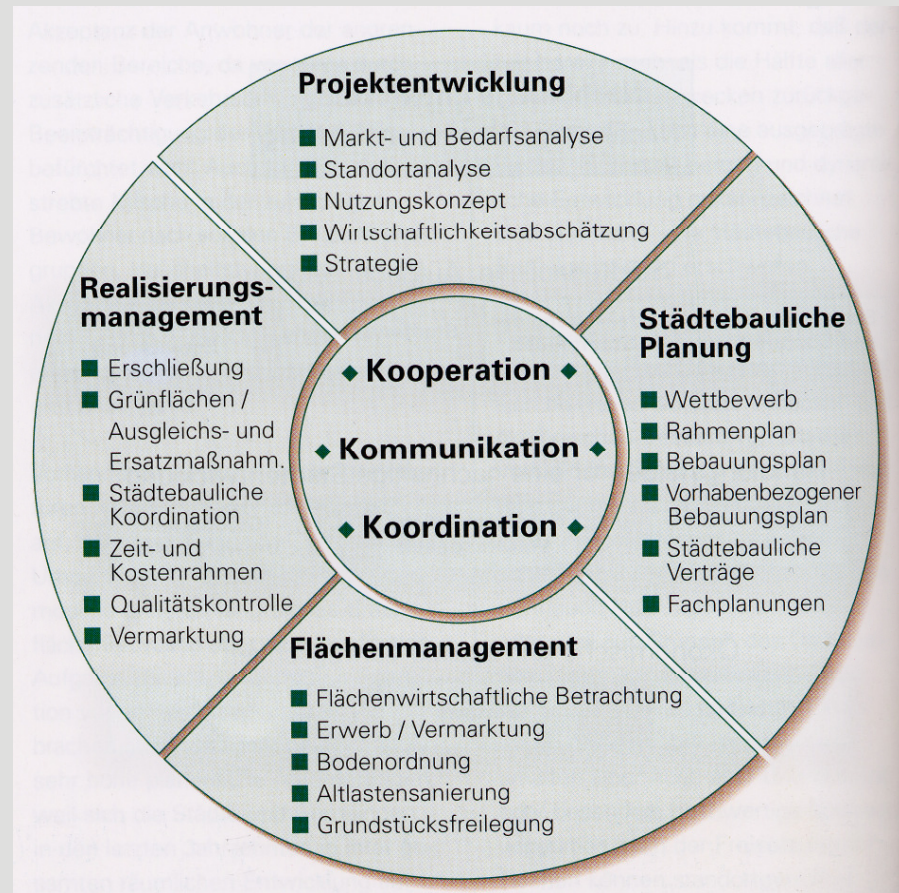 Projektentwicklung
Markt- und Bedarfsanalyse
Standortanalyse
Nutzungskonzept
Wirtschaftlichkeitsabschätzung
Strategie
Realisierungs-
management
Erschließung
Grünflächen /
Ausgleichs- und
Ersatzmaßnahm.
Städtebauliche
Koordination
Zeit- und
Kostenrahmen
Qualitätskontrolle
Vermarktung
Kooperation
Kommunikation
Koordination
Städtebauliche
Planung
Wettbewerb
Rahmenplan
Bebauungsplan
Vorhabenbezogener
Bebauungsplan
Städtebauliche
Verträge
Fachplanungen
Flächenmanagement
Flächenwirtschaftliche Betrachtung
Erwerb / Vermarktung
Bodenordnung
Altlastensanierung
Grundstücksfreilegung